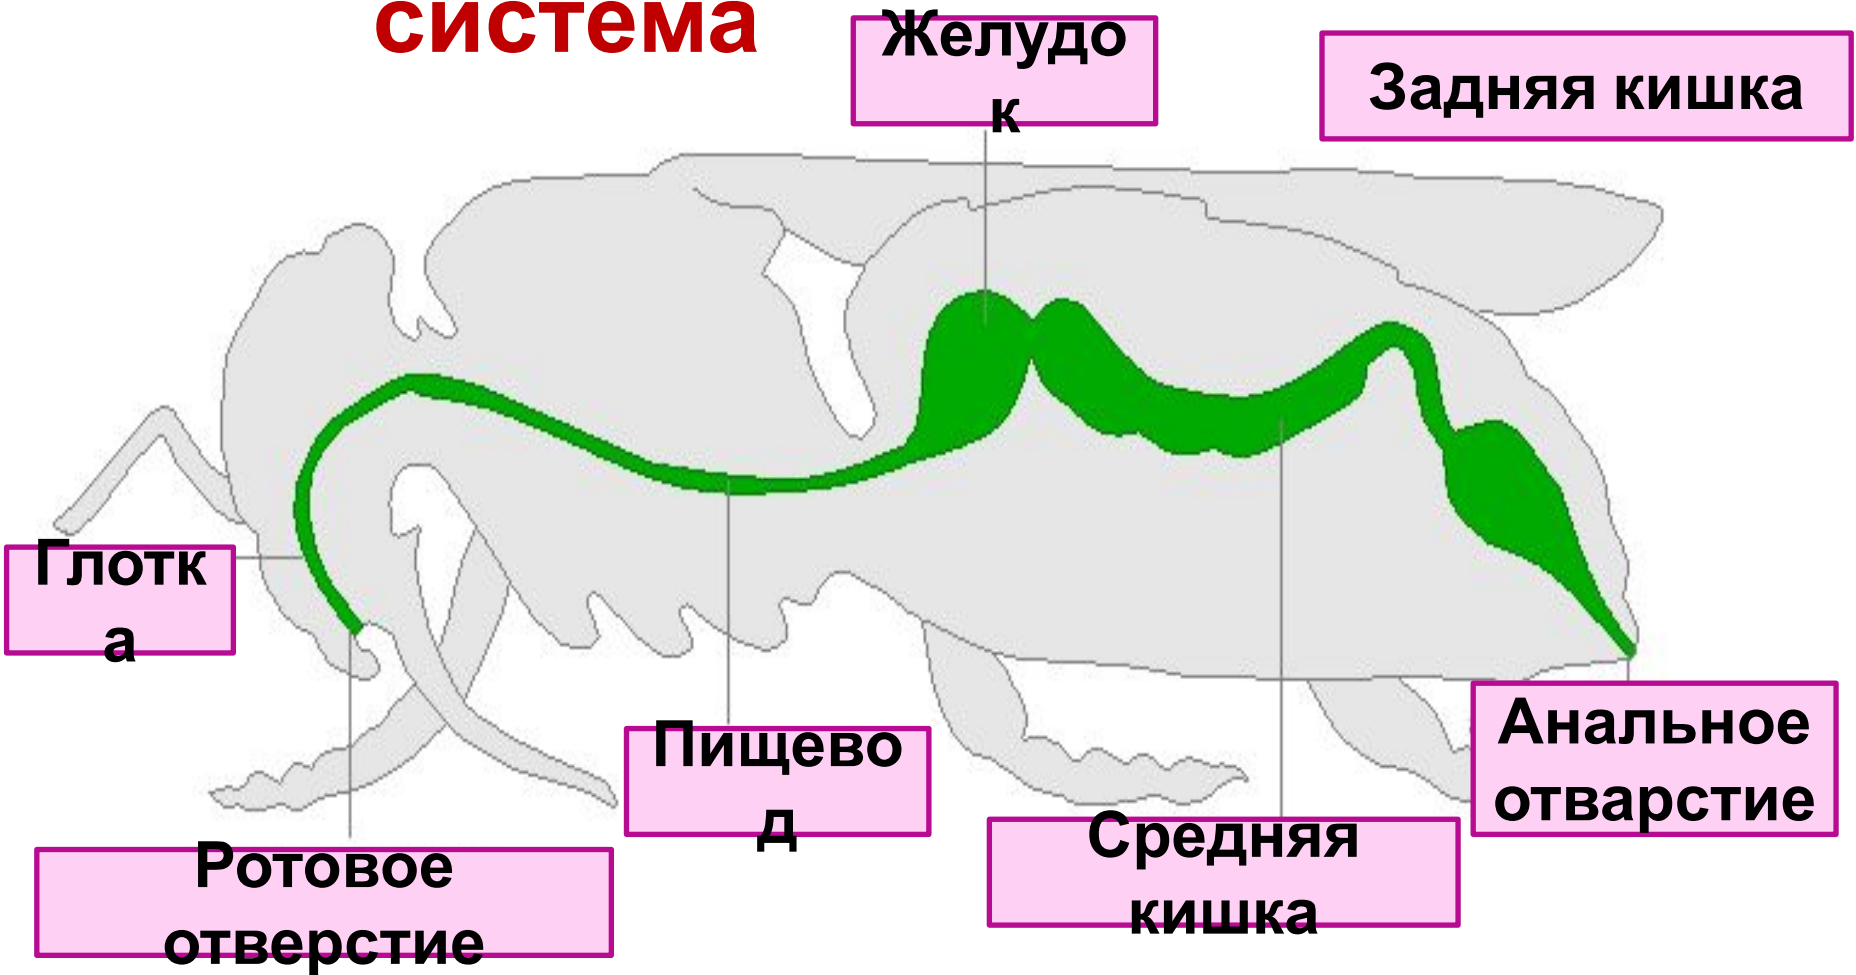 система
Желудо
к
Задняя кишка
Глотк
а
Пищево
д
Анальное
отварстие
Средняя
кишка
Ротовое
отверстие